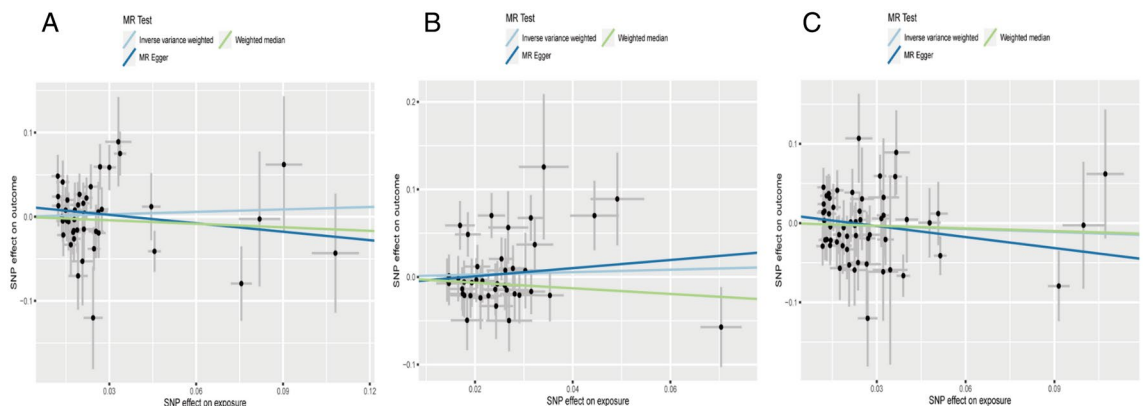 A
MR Test
Inverse variance weighted
Weighted median
MR Egger
SNP effect on outcome
0.1
0.0
−0.1
0.03
0.06
0.09
0.12
SNP effect on exposure
B
MR Test
Inverse variance weighted
Weighted median
MR Egger
SNP effect on outcome
0.2
0.1
0.0
−0.1
0.02
0.04
0.06
SNP effect on exposure
C
MR Test
Inverse variance weighted
Weighted median
MR Egger
SNP effect on outcome
0.1
0.0
−0.1
0.03
0.06
0.09
SNP effect on exposure